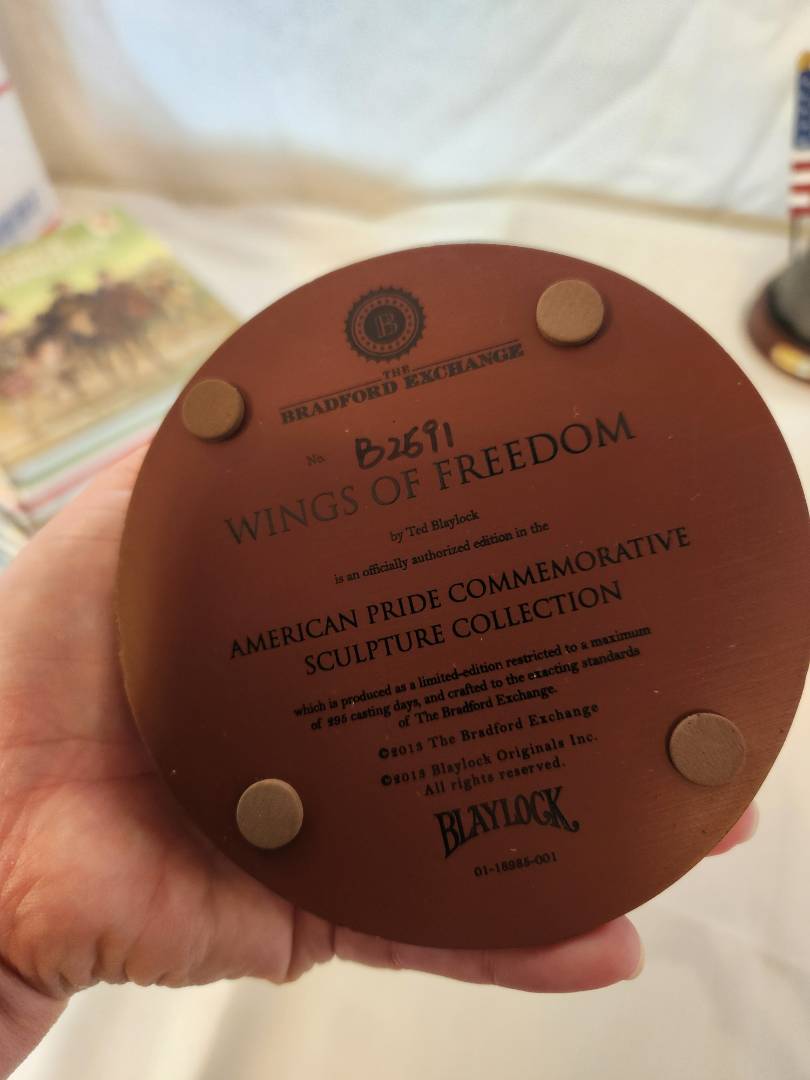 B
THE
BRADFORD EXCHANGE
No. B2591
WINGS OF FREEDOM
by Ted Blaylock
is an officially authorized edition in the
AMERICAN PRIDE COMMEMORATIVE
SCULPTURE COLLECTION
which is produced as a limited-edition restricted to a maximum
of 295 casting days, and crafted to the exacting standards
of The Bradford Exchange.
©2013 The Bradford Exchange
©2013 Blaylock Originals Inc.
All rights reserved.
BLAYLOCK
01-18985-001